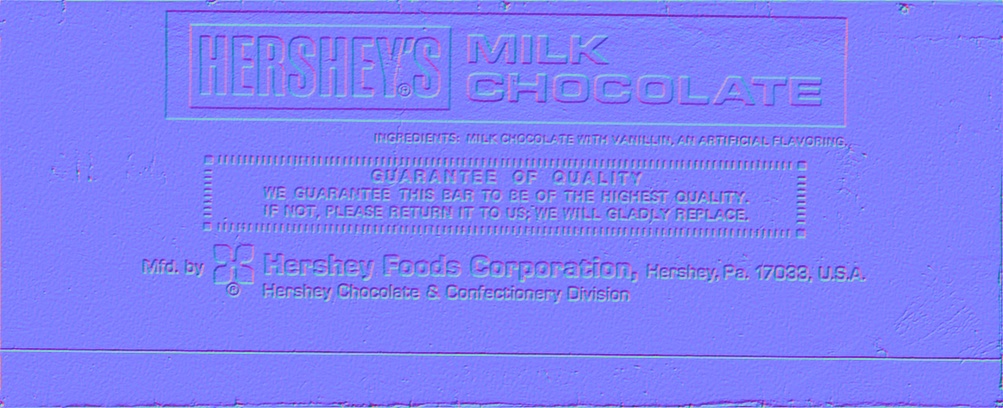 HERSHEY'S®
MILK
CHOCOLATE
INGREDIENTS: MILK CHOCOLATE WITH VANILLIN, AN ARTIFICIAL FLAVORING.
GUARANTEE OF QUALITY
WE GUARANTEE THIS BAR TO BE OF THE HIGHEST QUALITY.
IF NOT, PLEASE RETURN IT TO US; WE WILL GLADLY REPLACE.
Mfd. by ® Hershey Foods Corporation, Hershey, Pa. 17033, U.S.A.
Hershey Chocolate & Confectionery Division